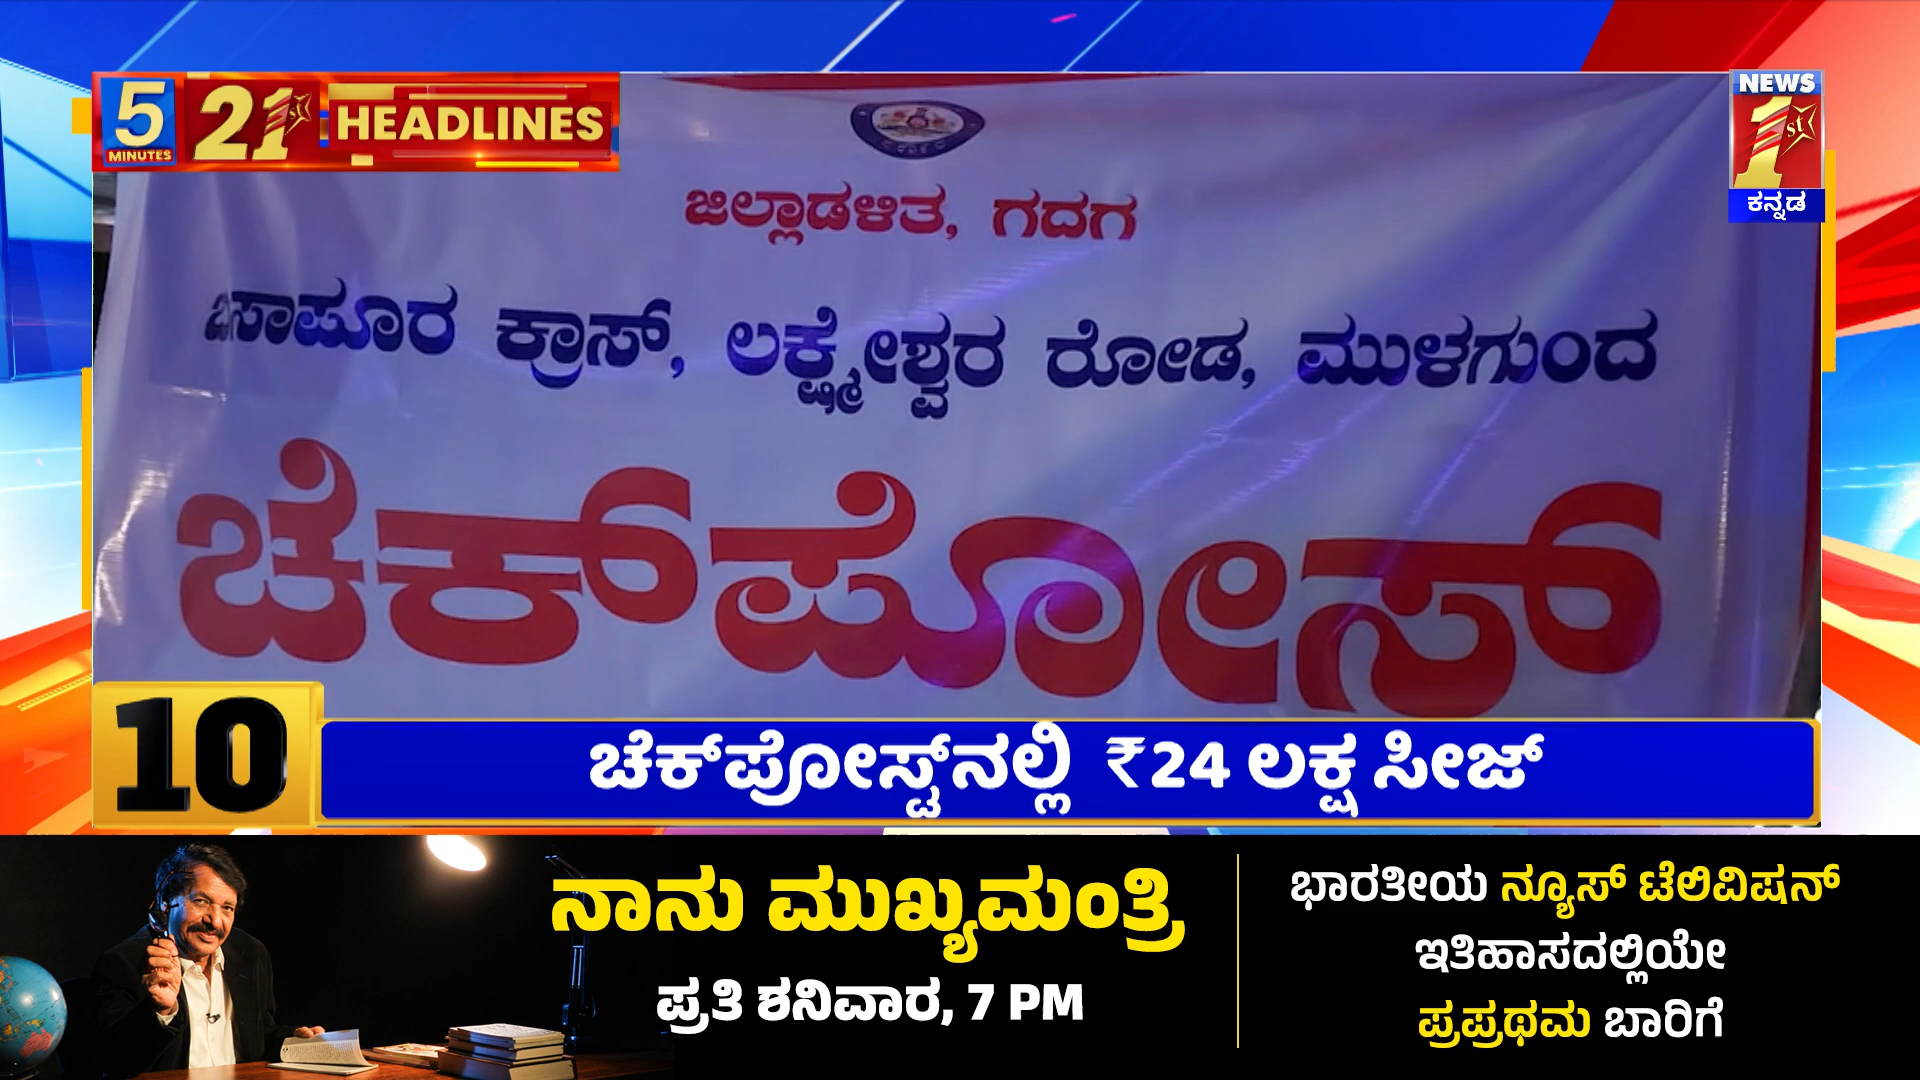 5 MINUTES
21st HEADLINES
NEWS
1st
ಕನ್ನಡ
ಜಿಲ್ಲಾಡಳಿತ, ಗದಗ
ಕ್ರಾಸ್, ಲಕ್ಷ್ಮೇಶ್ವರ ರೋಡ, ಮುಳಗುಂದ
ಚೆಕ್‌ಪೋಸ್
10
ಚೆಕ್‌ಪೋಸ್ಟ್‌ನಲ್ಲಿ ₹24 ಲಕ್ಷ ಸೀಜ್
ನಾನು ಮುಖ್ಯಮಂತ್ರಿ
ಪ್ರತಿ ಶನಿವಾರ, 7 PM
ಭಾರತೀಯ ನ್ಯೂಸ್ ಟೆಲಿವಿಷನ್
ಇತಿಹಾಸದಲ್ಲಿಯೇ
ಪ್ರಪ್ರಥಮ ಬಾರಿಗೆ